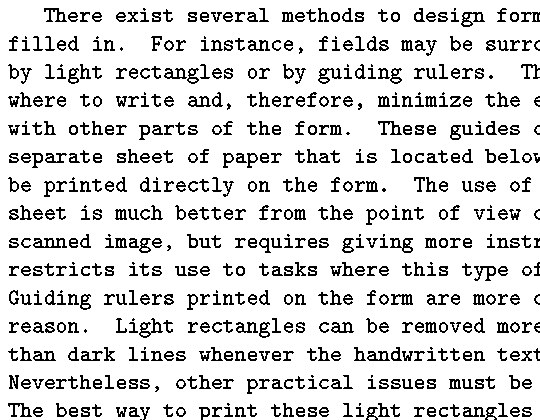 There exist several methods to design form
filled in. For instance, fields may be surro
by light rectangles or by guiding rulers. Th
where to write and, therefore, minimize the e
with other parts of the form. These guides c
separate sheet of paper that is located below
be printed directly on the form. The use of
sheet is much better from the point of view o
scanned image, but requires giving more instr
restricts its use to tasks where this type of
Guiding rulers printed on the form are more c
reason. Light rectangles can be removed more
than dark lines whenever the handwritten text
Nevertheless, other practical issues must be
The best way to print these light rectangles